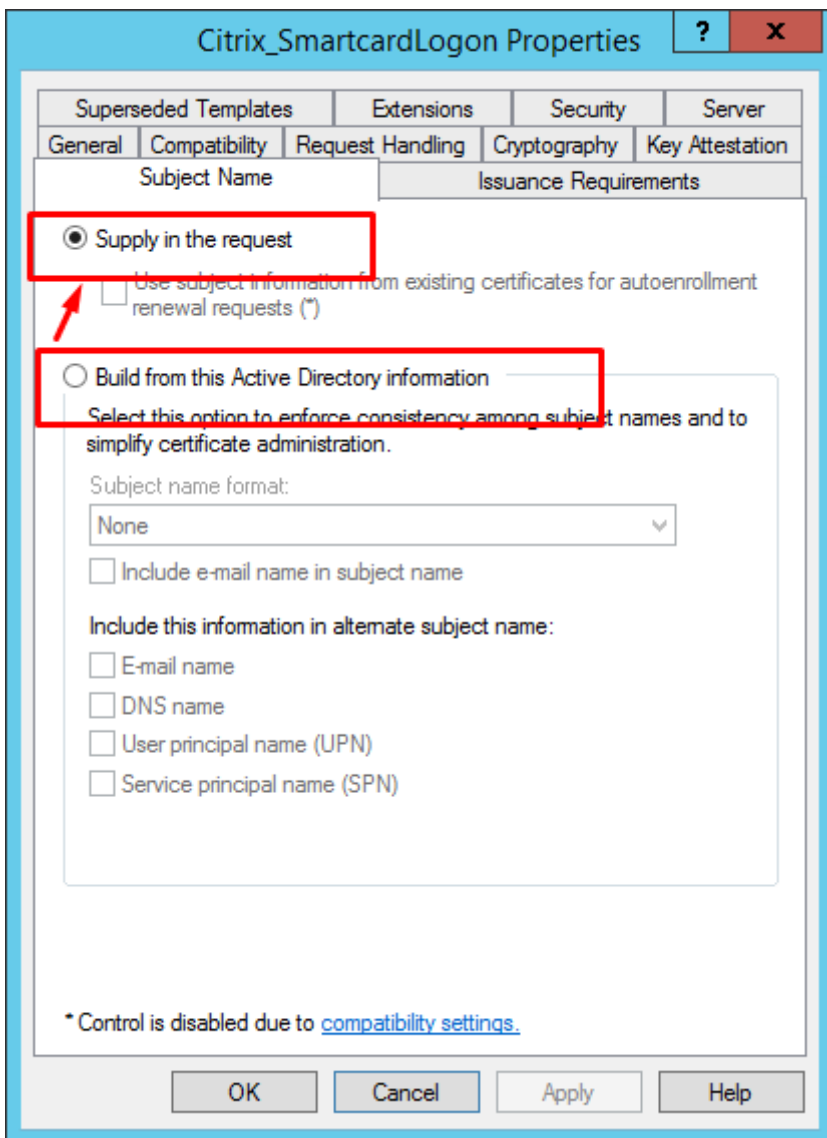 Citrix_SmartcardLogon Properties
?
x
Superseded Templates
Extensions
Security
Server
General
Compatibility
Request Handling
Cryptography
Key Attestation
Subject Name
Issuance Requirements
Supply in the request
Use subject information from existing certificates for autoenrollment
renewal requests (*)
Build from this Active Directory information
Select this option to enforce consistency among subject names and to
simplify certificate administration.
Subject name format:
None
Include e-mail name in subject name
Include this information in alternate subject name:
E-mail name
DNS name
User principal name (UPN)
Service principal name (SPN)
* Control is disabled due to compatibility settings.
OK
Cancel
Apply
Help